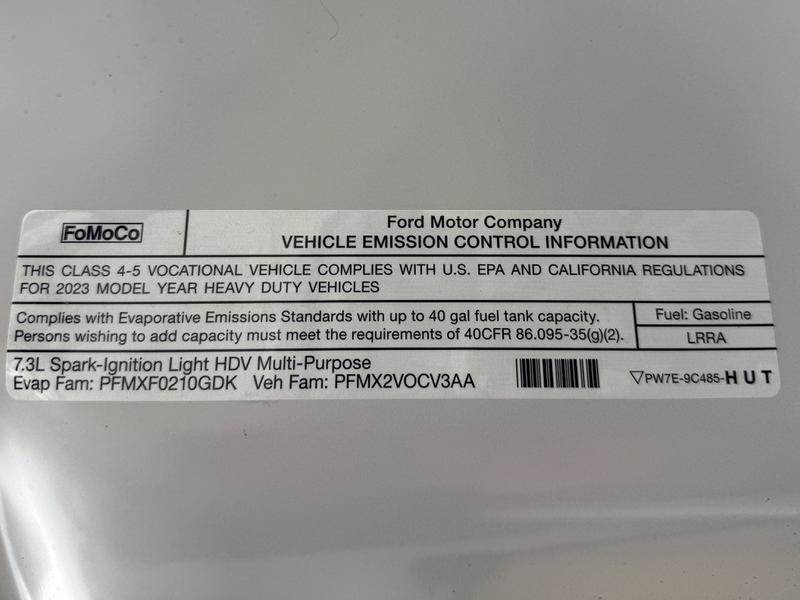 FoMoCo
Ford Motor Company
VEHICLE EMISSION CONTROL INFORMATION
THIS CLASS 4-5 VOCATIONAL VEHICLE COMPLIES WITH U.S. EPA AND CALIFORNIA REGULATIONS
FOR 2023 MODEL YEAR HEAVY DUTY VEHICLES
Complies with Evaporative Emissions Standards with up to 40 gal fuel tank capacity.
Persons wishing to add capacity must meet the requirements of 40CFR 86.095-35(g)(2).
Fuel: Gasoline
LRRA
7.3L Spark-Ignition Light HDV Multi-Purpose
Evap Fam: PFMXF0210GDK Veh Fam: PFMX2VOCV3AA
▽PW7E-9C485-HUT